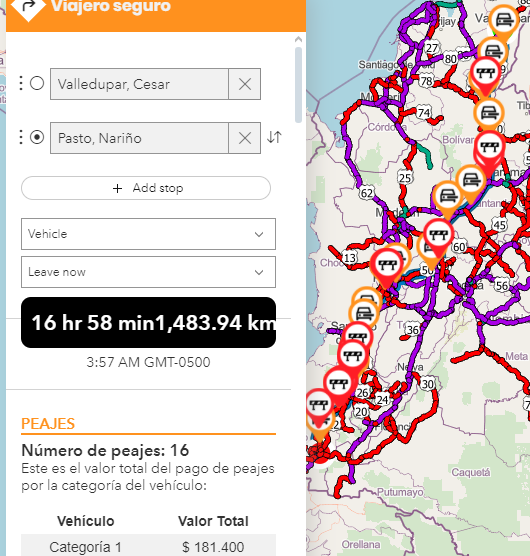 Viajero seguro
Valledupar, Cesar
Pasto, Nariño
+ Add stop
Vehicle
Leave now
16 hr 58 min1,483.94 km
3:57 AM GMT-0500
PEAJES
Número de peajes: 16
Este es el valor total del pago de peajes
por la categoría del vehículo:
Vehículo Valor Total
Categoría 1 $ 181.400
27
80
78
74
Córdoba
Bolívar
25
62
45
60
13
56
50
Chocó
36
Meta
Neiva
30
26
24
20
Caquetá
Putumayo
Orellana